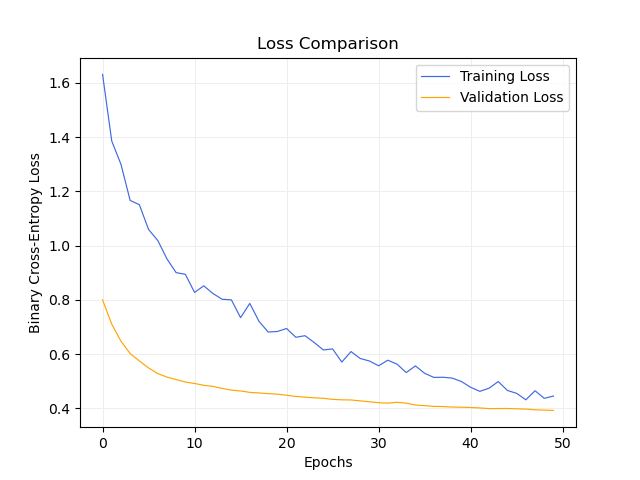 Loss Comparison
Training Loss
Validation Loss
Binary Cross-Entropy Loss
1.6
1.4
1.2
1.0
0.8
0.6
0.4
0 10 20 30 40 50
Epochs